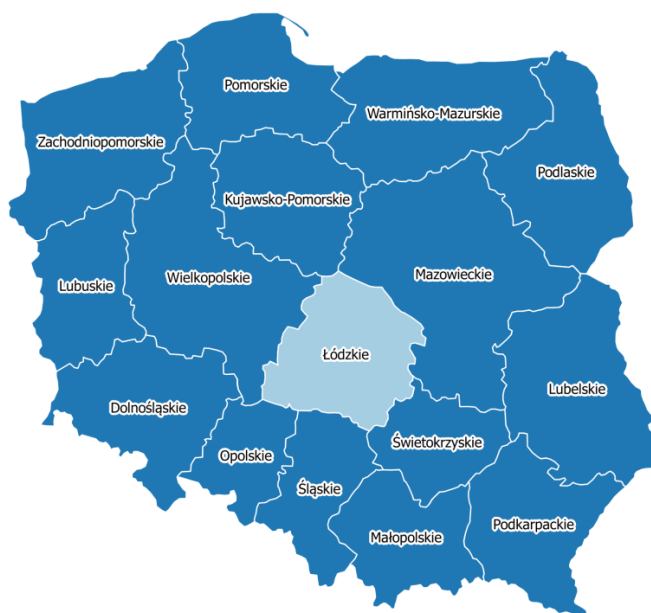 Pomorskie
Warmińsko-Mazurskie
Zachodniopomorskie
Podlaskie
Kujawsko-Pomorskie
Mazowieckie
Wielkopolskie
Lubuskie
Łódzkie
Lubelskie
Dolnośląskie
Świetokrzyskie
Opolskie
Śląskie
Podkarpackie
Małopolskie